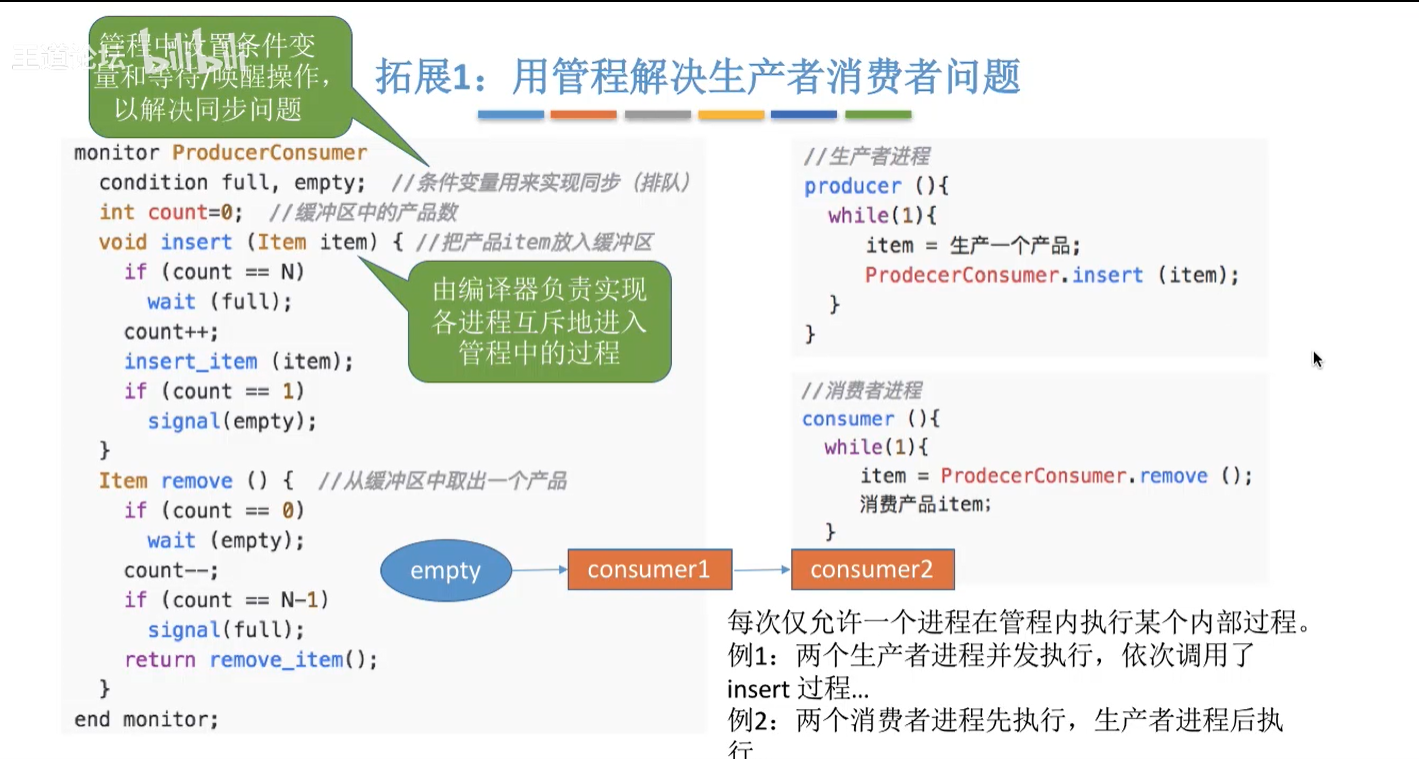 王道论坛 bilibili
管程中设置条件变
量和等待/唤醒操作，
以解决同步问题
拓展1：用管程解决生产者消费者问题
monitor ProducerConsumer
condition full, empty; //条件变量用来实现同步（排队）
int count=0; //缓冲区中的产品数
void insert (Item item) { //把产品item放入缓冲区
if (count == N)
wait (full);
count++;
insert_item (item);
if (count == 1)
signal(empty);
}
由编译器负责实现
各进程互斥地进入
管程中的过程
Item remove () { //从缓冲区中取出一个产品
if (count == 0)
wait (empty);
count--;
if (count == N-1)
signal(full);
return remove_item();
}
end monitor;
//生产者进程
producer (){
while(1){
item = 生产一个产品;
ProdecerConsumer.insert (item);
}
}
//消费者进程
consumer (){
while(1){
item = ProdecerConsumer.remove ();
消费产品item;
}
empty
consumer1
consumer2
每次仅允许一个进程在管程内执行某个内部过程。
例1：两个生产者进程并发执行，依次调用了
insert 过程…
例2：两个消费者进程先执行，生产者进程后执
行